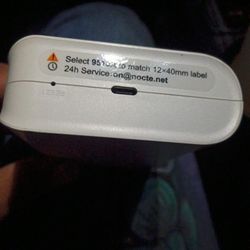 Select to match 12×40mm label
24h Service:on@nocte.net